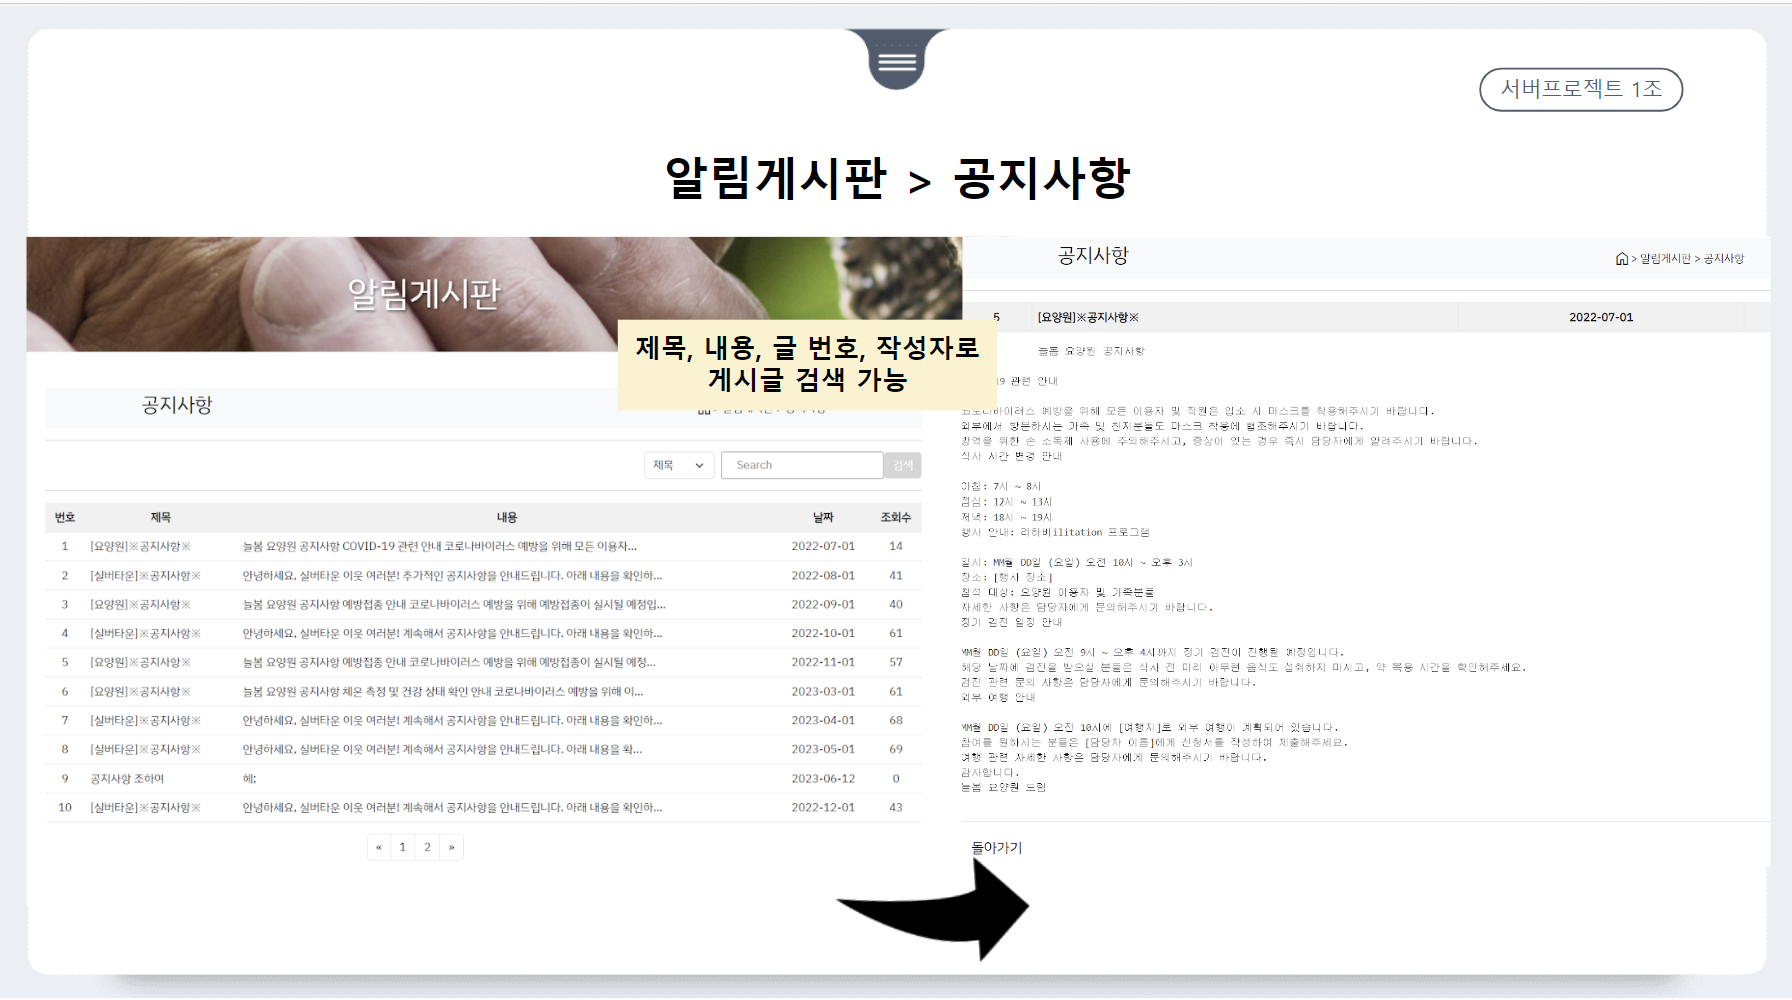 서버프로젝트 1조
알림게시판 > 공지사항
알림게시판
제목, 내용, 글 번호, 작성자로
게시글 검색 가능
공지사항
제목 Search 검색
번호 제목 내용 날짜 조회수
1 [요양원]※공지사항※ 늘봄 요양원 공지사항 COVID-19 관련 안내 코로나바이러스 예방을 위해 모든 이용자... 2022-07-01 14
2 [실버타운]※공지사항※ 안녕하세요, 실버타운 이웃 여러분! 추가적인 공지사항을 안내드립니다. 아래 내용을 확인하... 2022-08-01 41
3 [요양원]※공지사항※ 늘봄 요양원 공지사항 예방접종 안내 코로나바이러스 예방을 위해 예방접종이 실시될 예정입... 2022-09-01 40
4 [실버타운]※공지사항※ 안녕하세요, 실버타운 이웃 여러분! 계속해서 공지사항을 안내드립니다. 아래 내용을 확인하... 2022-10-01 61
5 [요양원]※공지사항※ 늘봄 요양원 공지사항 예방접종 안내 코로나바이러스 예방을 위해 예방접종이 실시될 예정... 2022-11-01 57
6 [요양원]※공지사항※ 늘봄 요양원 공지사항 체온 측정 및 건강 상태 확인 안내 코로나바이러스 예방을 위해 이... 2023-03-01 61
7 [실버타운]※공지사항※ 안녕하세요, 실버타운 이웃 여러분! 계속해서 공지사항을 안내드립니다. 아래 내용을 확인하... 2023-04-01 68
8 [실버타운]※공지사항※ 안녕하세요, 실버타운 이웃 여러분! 계속해서 공지사항을 안내드립니다. 아래 내용을 확... 2023-05-01 69
9 공지사항 조하여 헤; 2023-06-12 0
10 [실버타운]※공지사항※ 안녕하세요, 실버타운 이웃 여러분! 계속해서 공지사항을 안내드립니다. 아래 내용을 확인하... 2022-12-01 43
« 1 2 »
공지사항
> 알림게시판 > 공지사항
5 [요양원]※공지사항※ 2022-07-01
늘봄 요양원 공지사항
19 관련 안내
코로나바이러스 예방을 위해 모든 이용자 및 직원은 입소 시 마스크를 착용해주시기 바랍니다.
외부에서 방문하시는 가족 및 친지분들도 마스크 착용에 협조해주시기 바랍니다.
방역을 위한 손 소독제 사용에 주의해주시고, 증상이 있는 경우 즉시 담당자에게 알려주시기 바랍니다.
식사 시간 변경 안내
아침: 7시 ~ 8시
점심: 12시 ~ 13시
저녁: 18시 ~ 19시
행사 안내: 리하비ilitation 프로그램
일시: MM월 DD일 (요일) 오전 10시 ~ 오후 3시
장소: [행사 장소]
참석 대상: 요양원 이용자 및 가족분들
자세한 사항은 담당자에게 문의해주시기 바랍니다.
정기 검진 일정 안내
MM월 DD일 (요일) 오전 9시 ~ 오후 4시까지 정기 검진이 진행될 예정입니다.
해당 날짜에 검진을 받으실 분들은 식사 전 미리 아무런 음식도 섭취하지 마시고, 약 복용 시간을 확인해주세요.
검진 관련 문의 사항은 담당자에게 문의해주시기 바랍니다.
외부 여행 안내
MM월 DD일 (요일) 오전 10시에 [여행지]로 외부 여행이 계획되어 있습니다.
참여를 원하시는 분들은 [담당자 이름]에게 신청서를 작성하여 제출해주세요.
여행 관련 자세한 사항은 담당자에게 문의해주시기 바랍니다.
감사합니다.
늘봄 요양원 드림
돌아가기